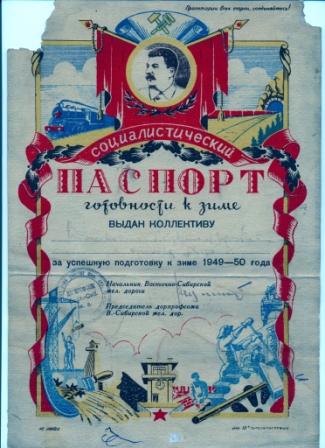 Пролетарии всех стран, соединяйтесь!
СОЦИАЛИСТИЧЕСКИЙ
ПАСПОРТ
готовности к зиме
ВЫДАН КОЛЛЕКТИВУ
за успешную подготовку к зиме 1949—50 года
Начальник Восточно-Сибирской
жел. дороги
Председатель дорпрофсожа
В.-Сибирской жел. дор.